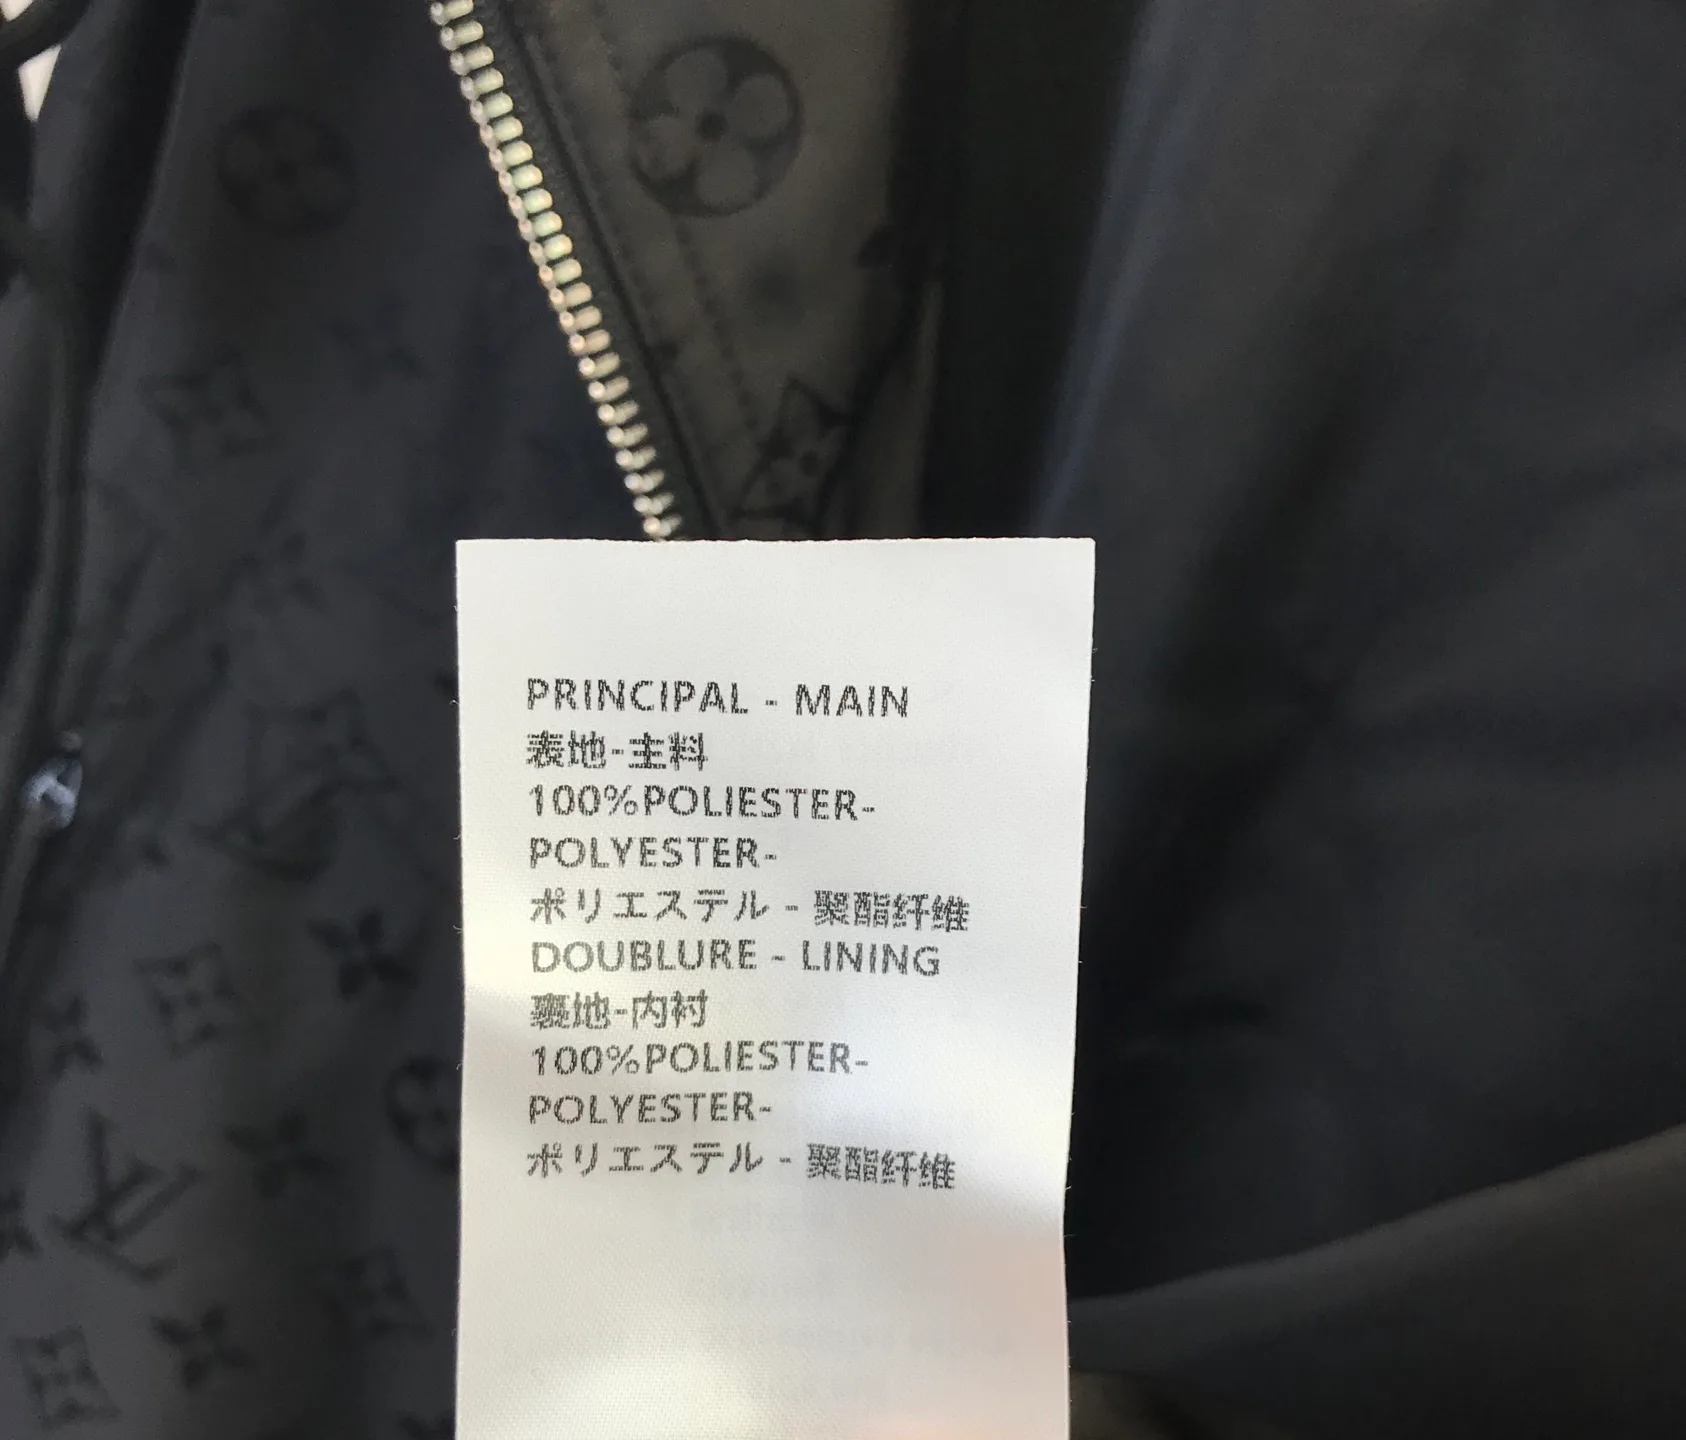 PRINCIPAL - MAIN
表地-主料
100%POLIESTER-
POLYESTER-
ポリエステル - 聚酯纤维
DOUBLURE - LINING
裏地-内衬
100%POLIESTER-
POLYESTER-
ポリエステル - 聚酯纤维